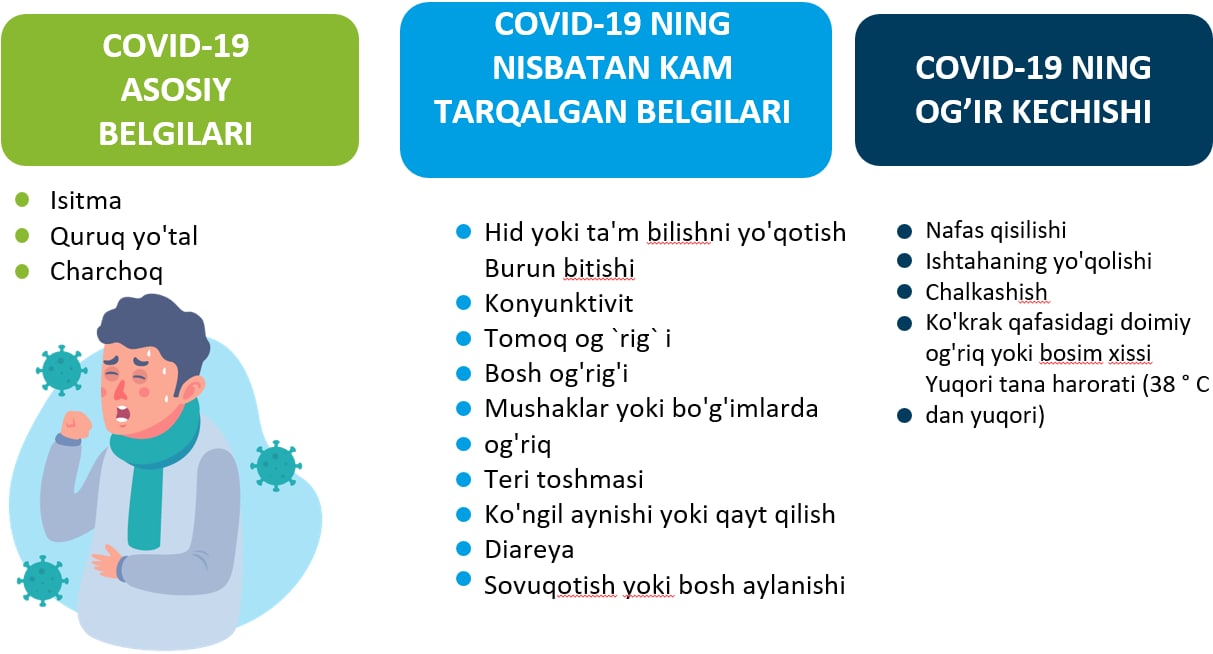 COVID-19
ASOSIY
BELGILARI
Isitma
Quruq yo'tal
Charchoq
COVID-19 NING
NISBATAN KAM
TARQALGAN BELGILARI
Hid yoki ta'm bilishni yo'qotish
Burun bitishi
Konyunktivit
Tomoq og `rig` i
Bosh og'rig'i
Mushaklar yoki bo'g'imlarda
og'riq
Teri toshmasi
Ko'ngil aynishi yoki qayt qilish
Diareya
Sovuqotish yoki bosh aylanishi
COVID-19 NING
OG’IR KECHISHI
Nafas qisilishi
Ishtahaning yo'qolishi
Chalkashish
Ko'krak qafasidagi doimiy
og'riq yoki bosim xissi
Yuqori tana harorati (38 ° C
dan yuqori)